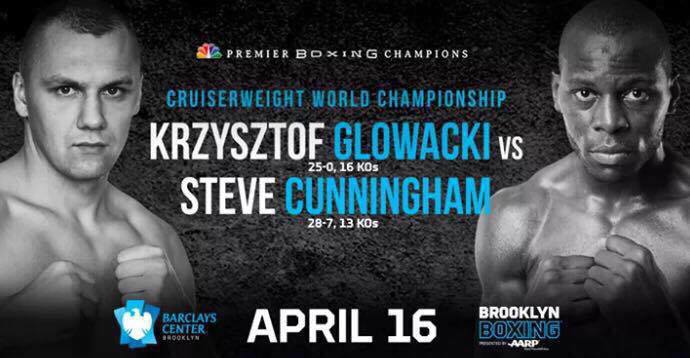 PREMIER BOXING CHAMPIONS
CRUISERWEIGHT WORLD CHAMPIONSHIP
KRZYSZTOF GLOWACKI VS
25-0, 16 KOs
STEVE CUNNINGHAM
28-7, 13 KOs
BARCLAYS
CENTER
BROOKLYN
APRIL 16
BROOKLYN
BOXING
PRESENTED BY AARP